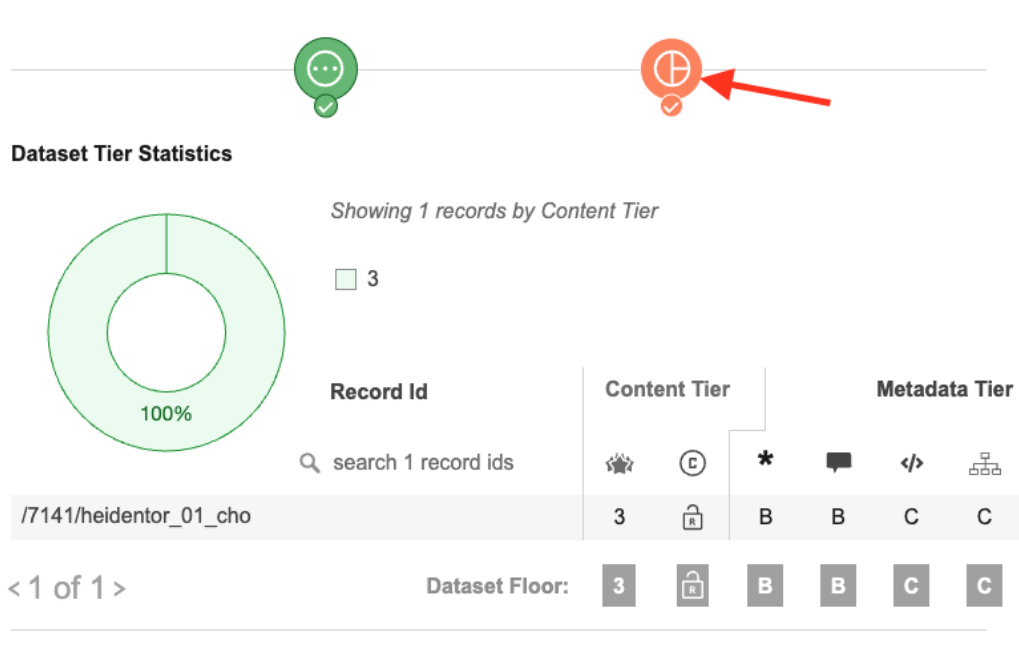 Dataset Tier Statistics
Showing 1 records by Content Tier
3
100%
Record Id Content Tier Metadata Tier
search 1 record ids © * </>
/7141/heidentor_01_cho 3 R B B C C
< 1 of 1 > Dataset Floor: 3 R B B C C